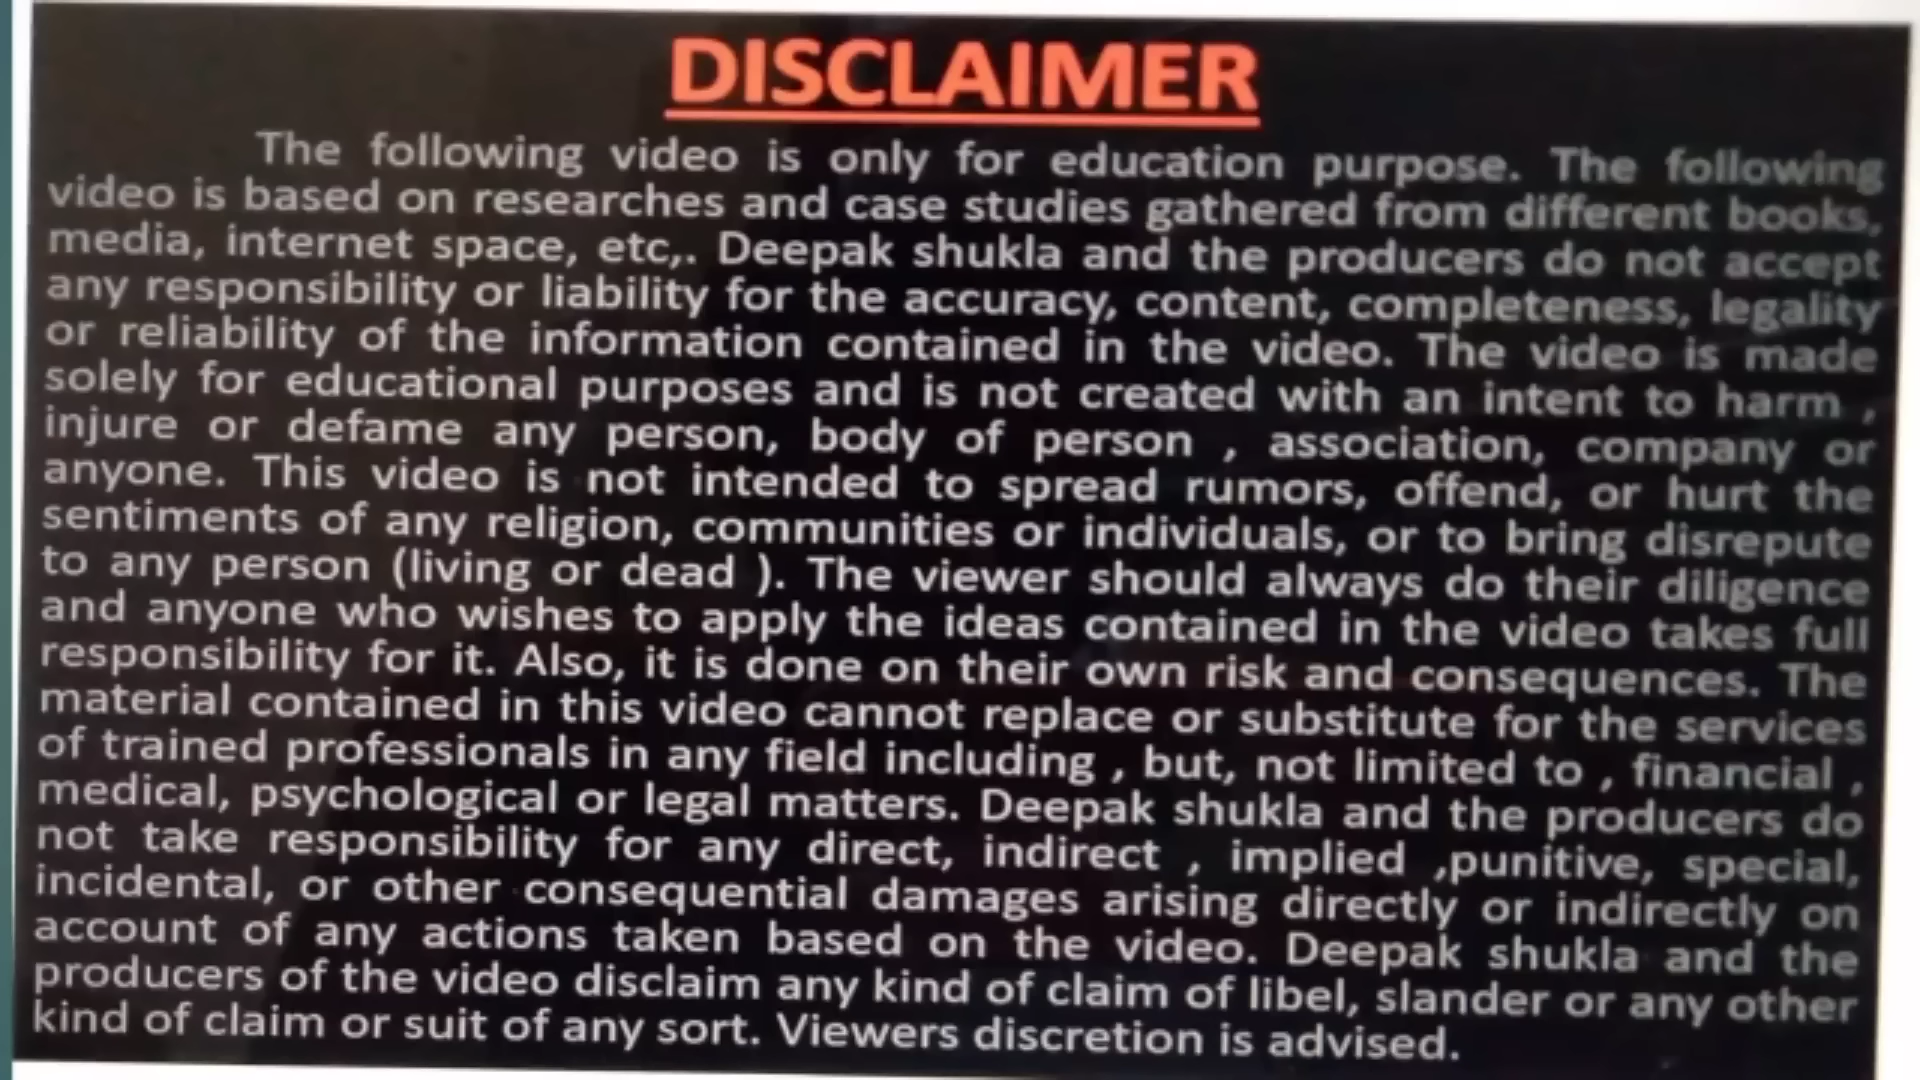 DISCLAIMER
The following video is only for education purpose. The following
video is based on researches and case studies gathered from different books,
media, internet space, etc,. Deepak shukla and the producers do not accept
any responsibility or liability for the accuracy, content, completeness, legality
or reliability of the information contained in the video. The video is made
solely for educational purposes and is not created with an intent to harm ,
injure or defame any person, body of person , association, company or
anyone. This video is not intended to spread rumors, offend, or hurt the
sentiments of any religion, communities or individuals, or to bring disrepute
to any person (living or dead ). The viewer should always do their diligence
and anyone who wishes to apply the ideas contained in the video takes full
responsibility for it. Also, it is done on their own risk and consequences. The
material contained in this video cannot replace or substitute for the services
of trained professionals in any field including , but, not limited to , financial ,
medical, psychological or legal matters. Deepak shukla and the producers do
not take responsibility for any direct, indirect , implied ,punitive, special,
incidental, or other consequential damages arising directly or indirectly on
account of any actions taken based on the video. Deepak shukla and the
producers of the video disclaim any kind of claim of libel, slander or any other
kind of claim or suit of any sort. Viewers discretion is advised.